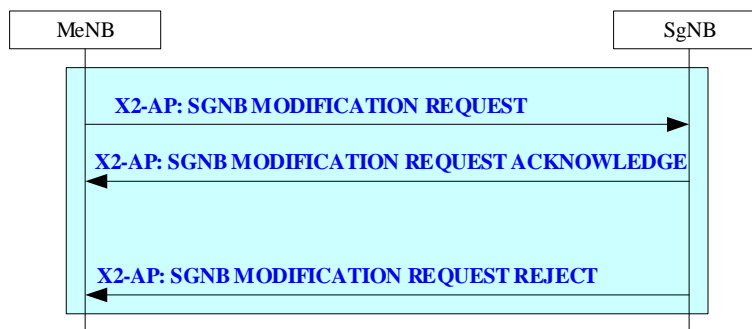 MeNB
SgNB
X2-AP: SGNB MODIFICATION REQUEST
X2-AP: SGNB MODIFICATION REQUEST ACKNOWLEDGE
X2-AP: SGNB MODIFICATION REQUEST REJECT